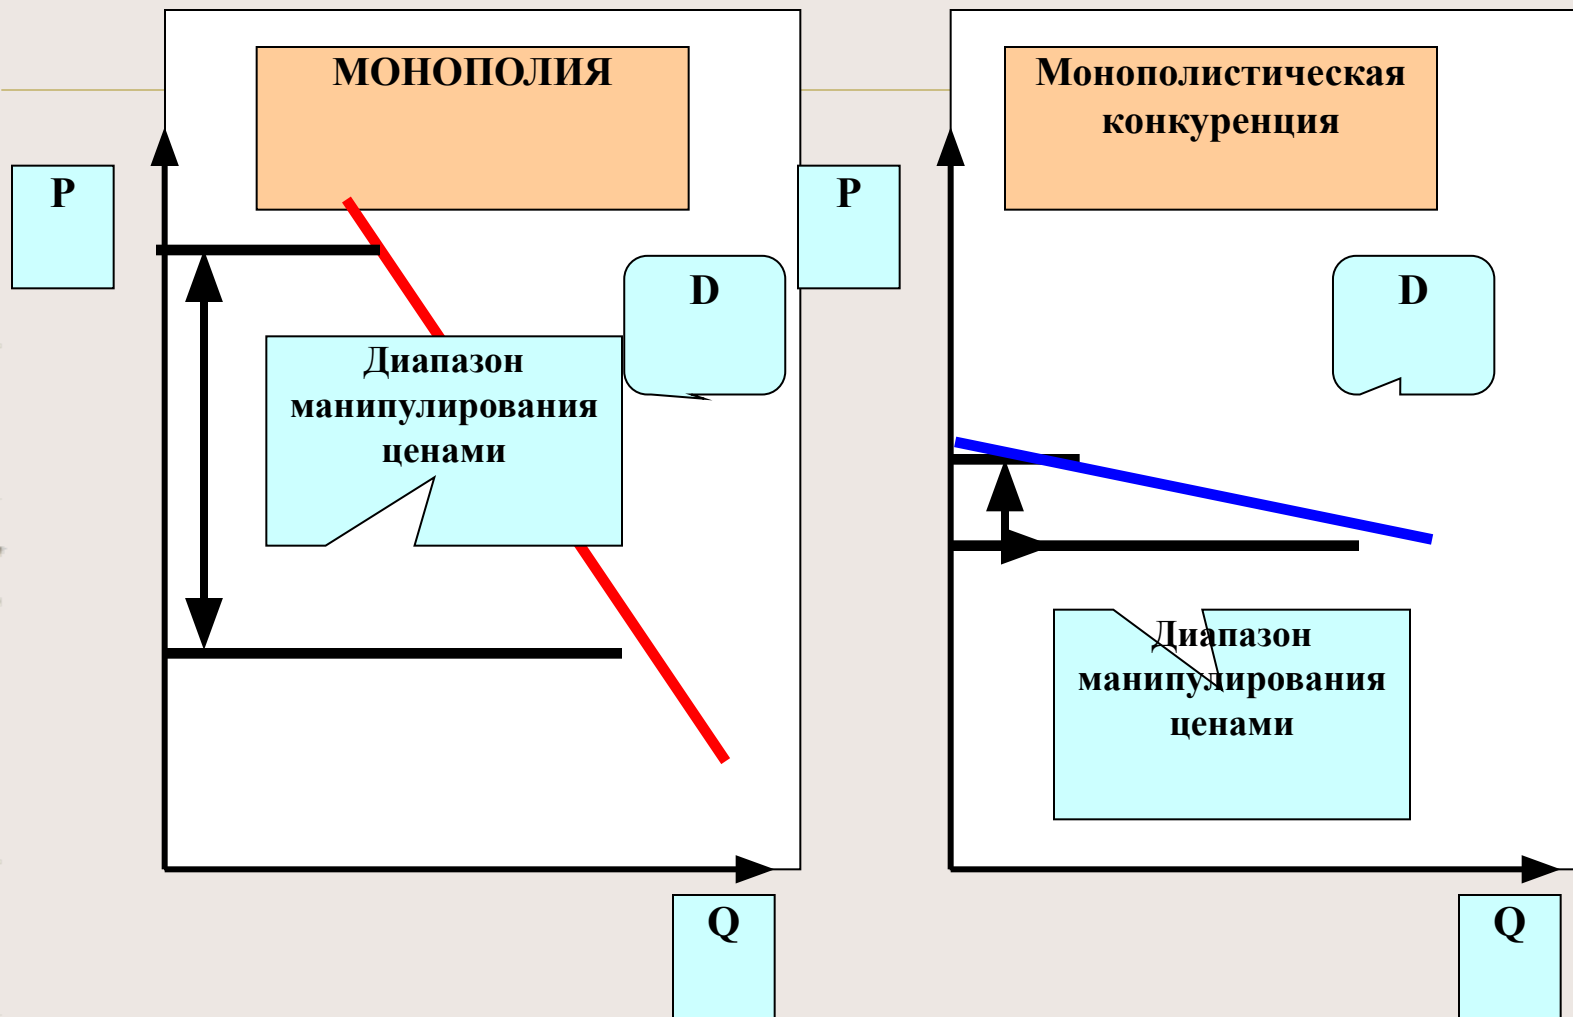 МОНОПОЛИЯ
P
D
Диапазон
манипулирования
ценами
Q
Монополистическая
конкуренция
P
D
Диапазон
манипулирования
ценами
Q